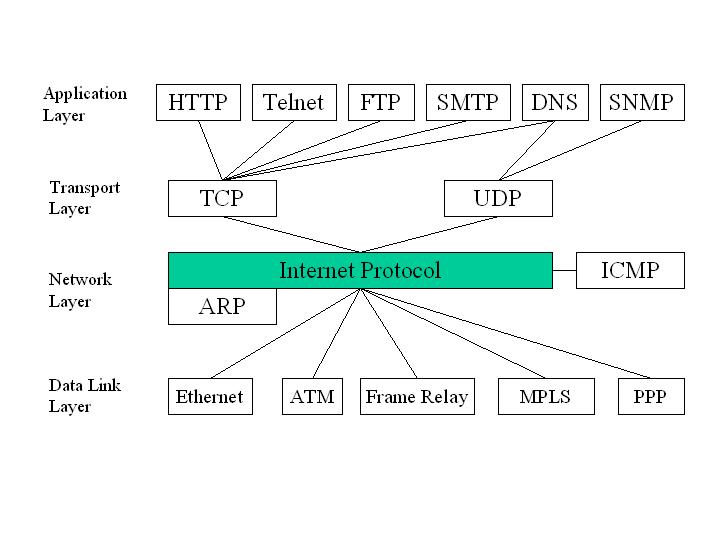 Application
Layer
HTTP
Telnet
FTP
SMTP
DNS
SNMP
Transport
Layer
TCP
UDP
Network
Layer
Internet Protocol
ICMP
ARP
Data Link
Layer
Ethernet
ATM
Frame Relay
MPLS
PPP